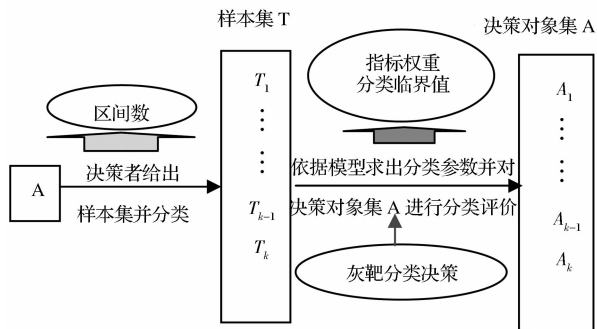 样本集 T
决策对象集 A
区间数
指标权重
分类临界值
A
决策者给出
样本集并分类
T1
⋮
⋮
Tk−1
Tk
依据模型求出分类参数并对
决策对象集 A 进行分类评价
灰靶分类决策
A1
⋮
⋮
Ak−1
Ak